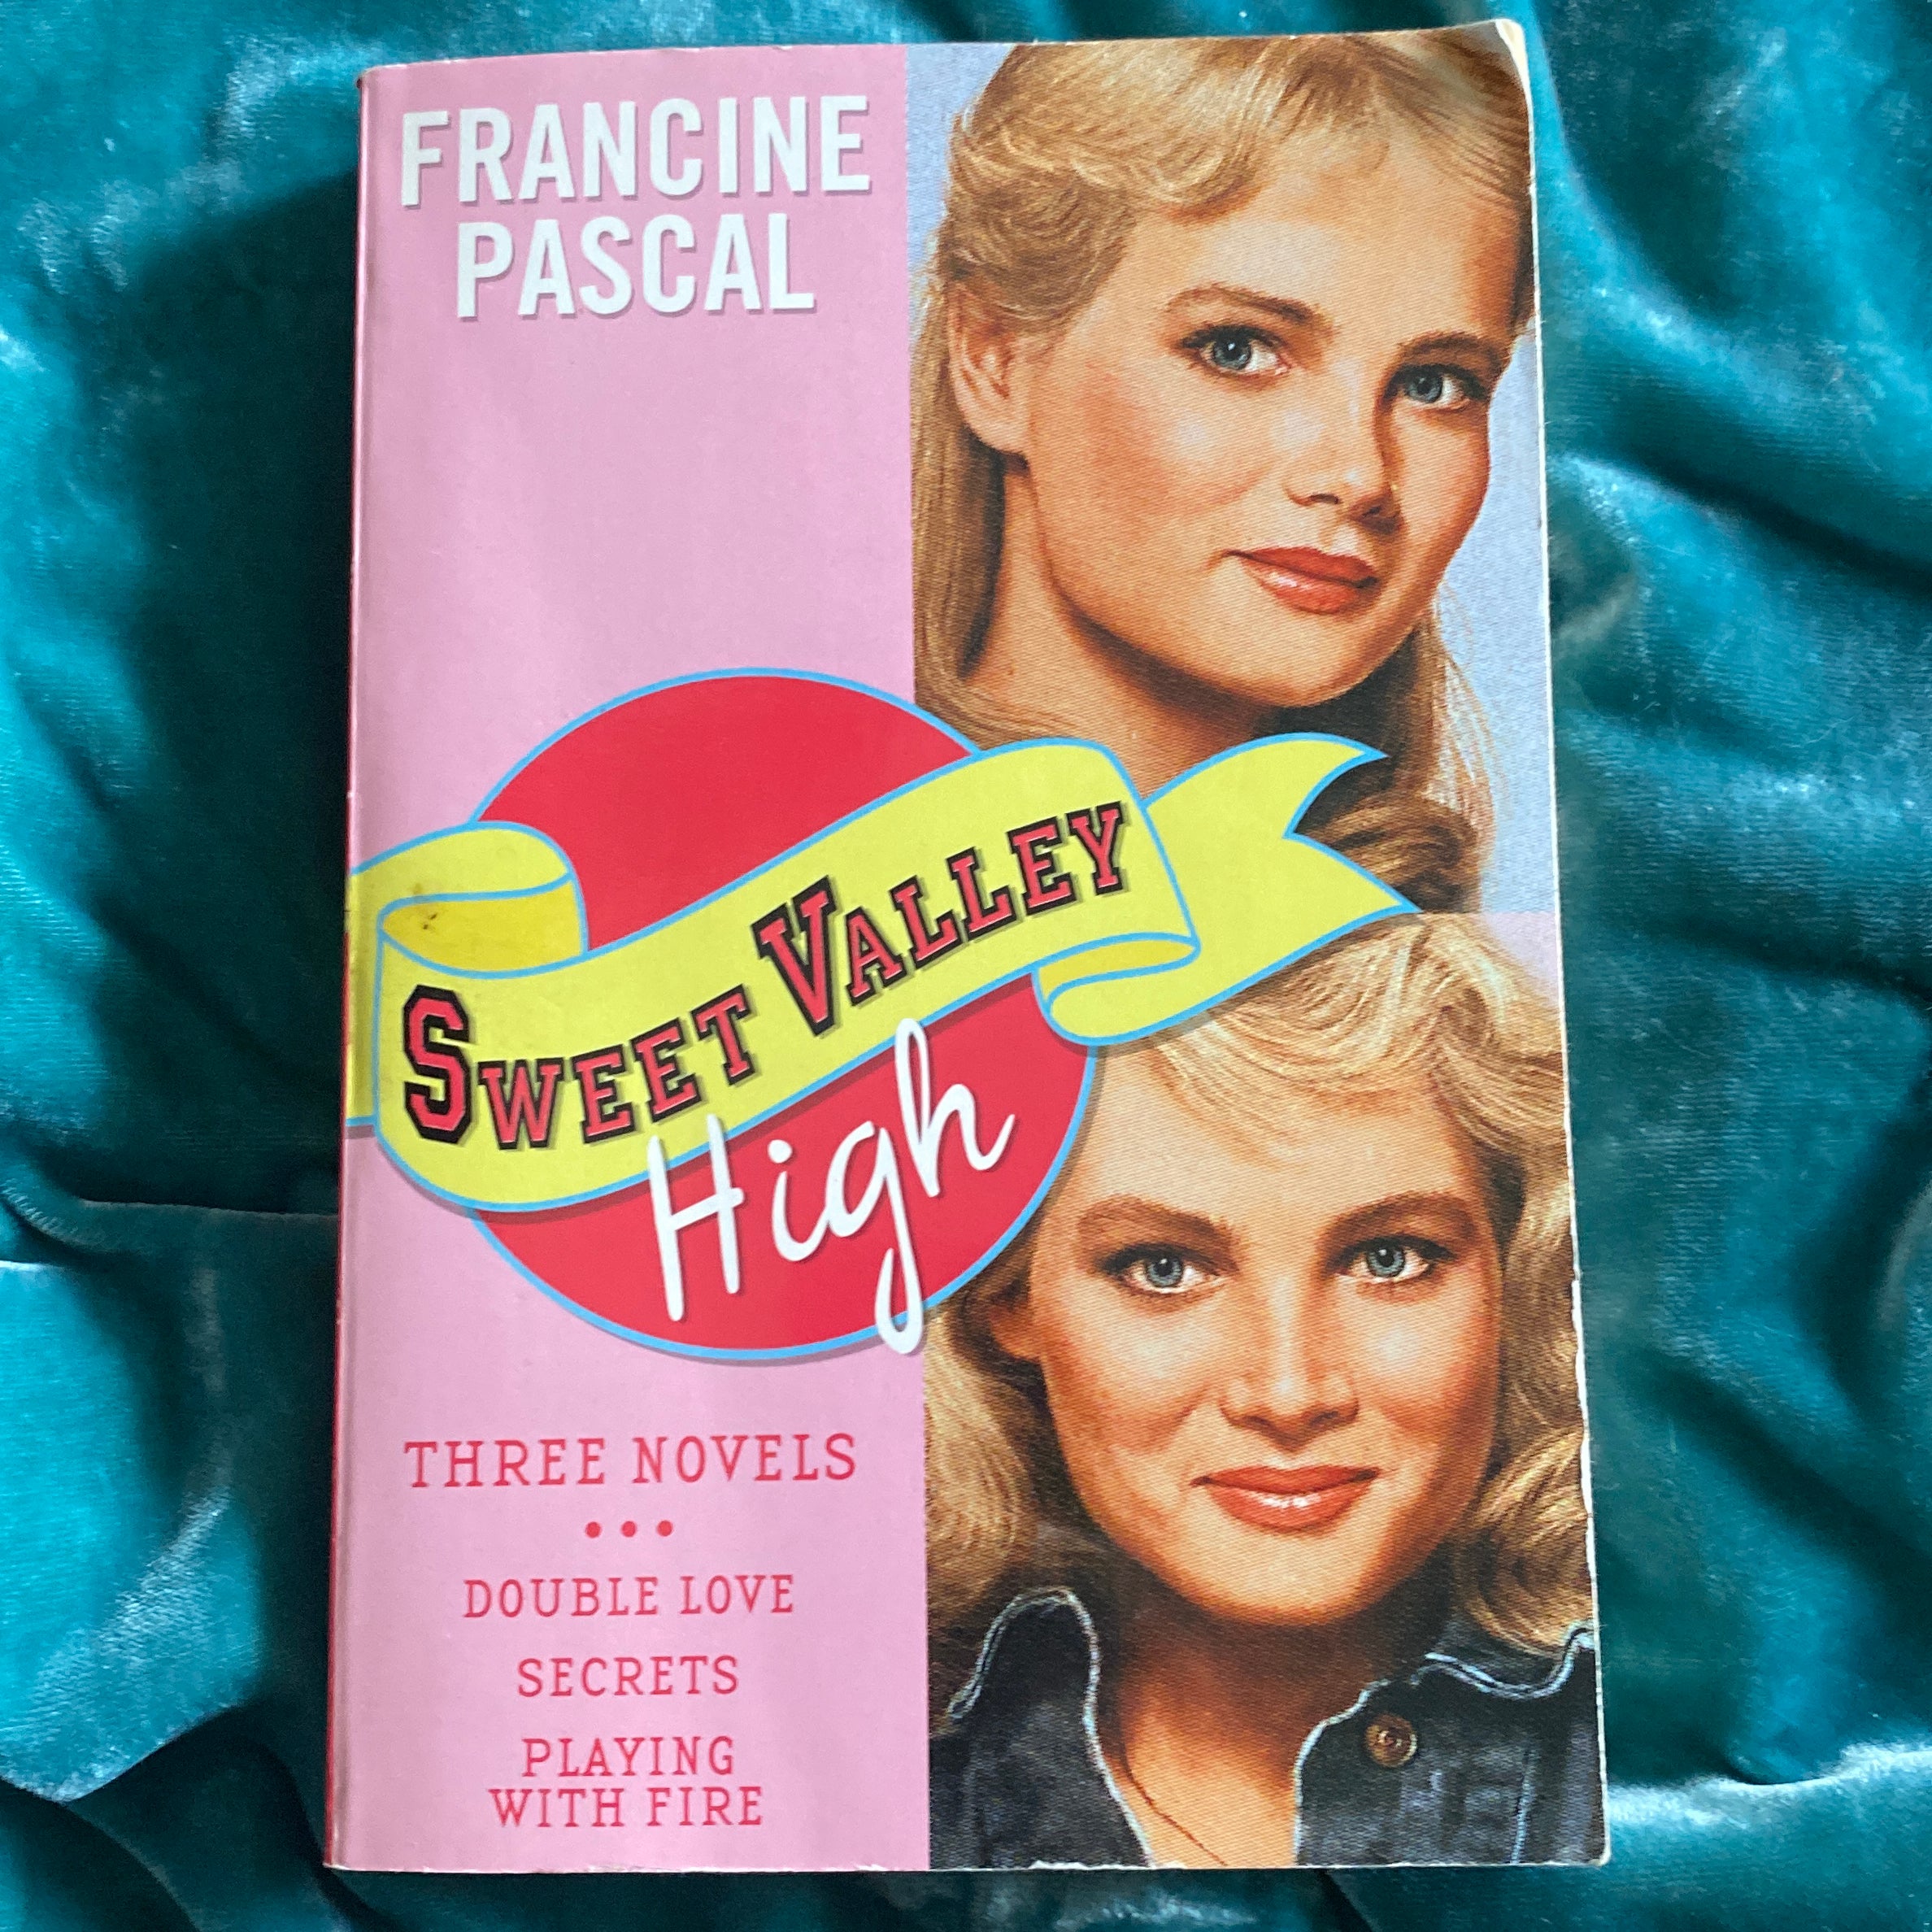 FRANCINE
PASCAL
SWEET VALLEY
High
THREE NOVELS
DOUBLE LOVE
SECRETS
PLAYING
WITH FIRE